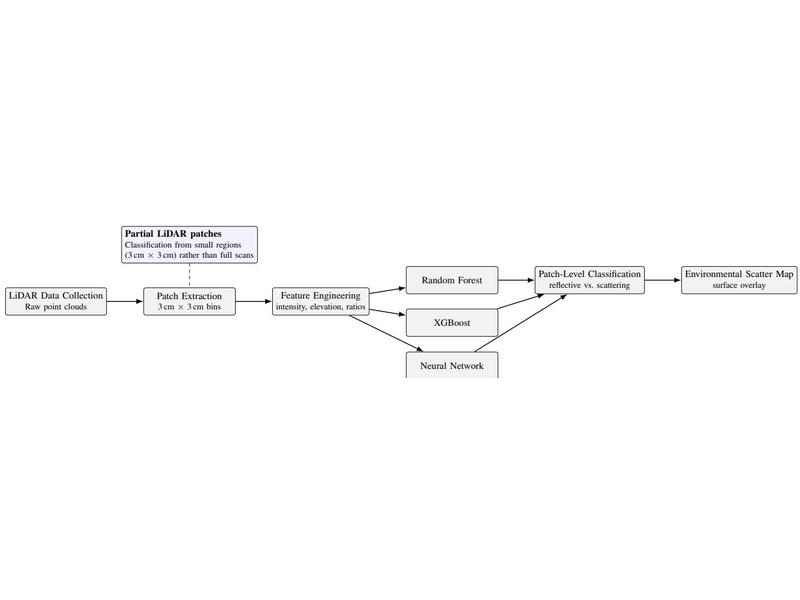 Partial LiDAR patches
Classification from small regions
(3 cm × 3 cm) rather than full scans
LiDAR Data Collection
Raw point clouds
Patch Extraction
3 cm × 3 cm bins
Feature Engineering
intensity, elevation, ratios
Random Forest
XGBoost
Neural Network
Patch-Level Classification
reflective vs. scattering
Environmental Scatter Map
surface overlay